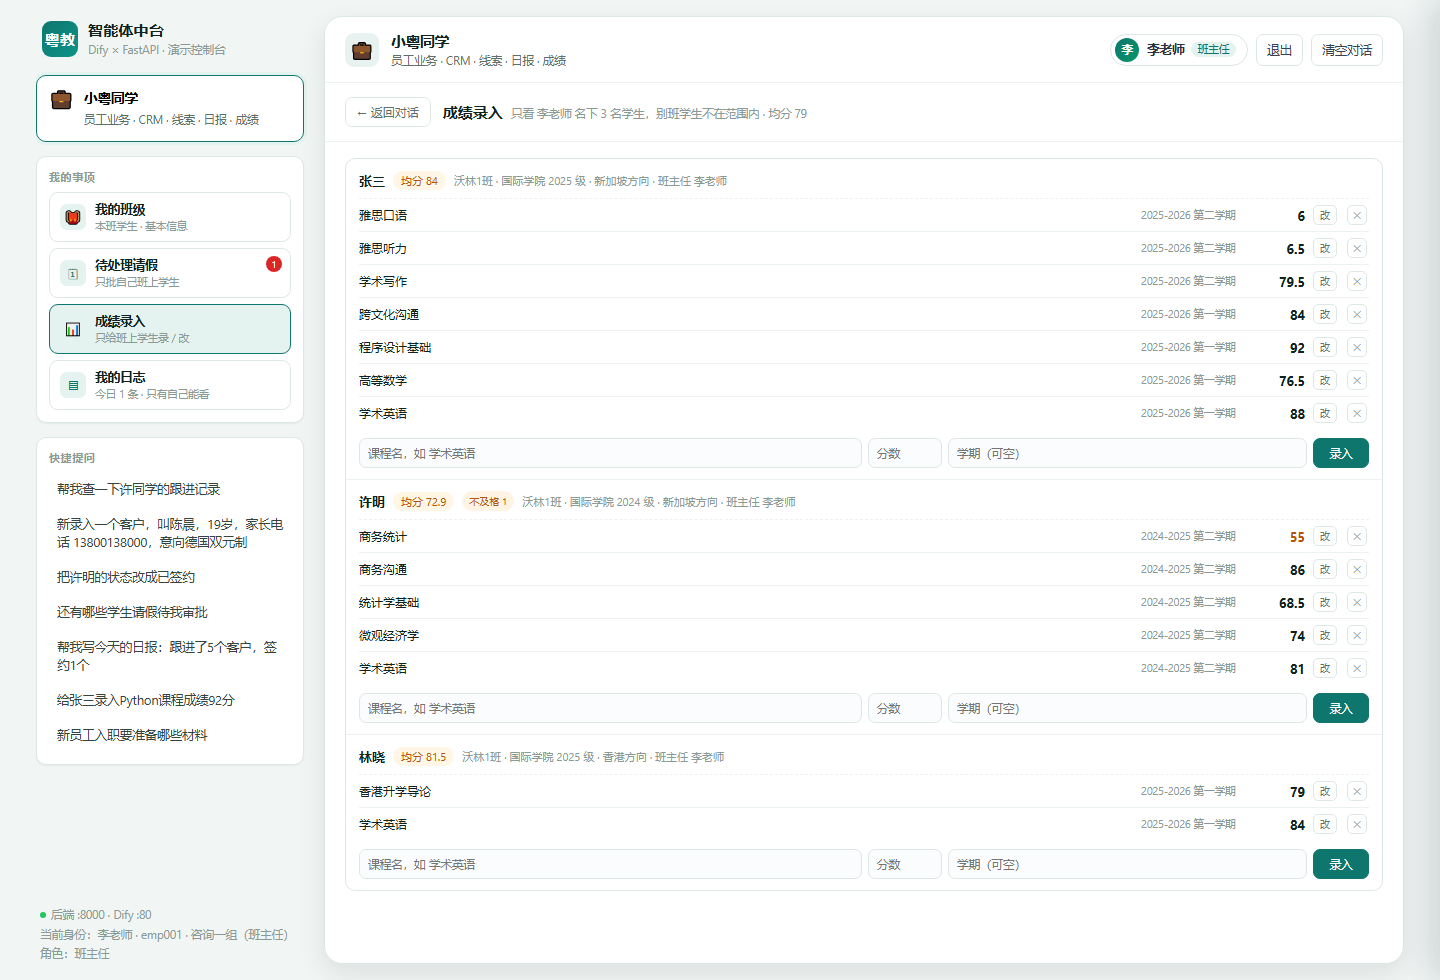 粤教
智能体中台
Dify × FastAPI · 演示控制台
小粤同学
员工业务 · CRM · 线索 · 日报 · 成绩
我的事项
我的班级
本班学生 · 基本信息
待处理请假
只批自己班上学生
1
成绩录入
只给班上学生录 / 改
我的日志
今日 1 条 · 只有自己能看
快捷提问
帮我查一下许同学的跟进记录
新录入一个客户，叫陈晨，19岁，家长电
话 13800138000，意向德国双元制
把许明的状态改成已签约
还有哪些学生请假待我审批
帮我写今天的日报：跟进了5个客户，签
约1个
给张三录入Python课程成绩92分
新员工入职要准备哪些材料
后端 :8000 · Dify :80
当前身份：李老师 · emp001 · 咨询一组（班主任）
角色：班主任
小粤同学
员工业务 · CRM · 线索 · 日报 · 成绩
李 李老师 班主任 退出 清空对话
← 返回对话 成绩录入 只看 李老师 名下 3 名学生，别班学生不在范围内 · 均分 79
张三 均分 84 沃林1班 · 国际学院 2025 级 · 新加坡方向 · 班主任 李老师
雅思口语 2025-2026 第二学期 6 改 ×
雅思听力 2025-2026 第二学期 6.5 改 ×
学术写作 2025-2026 第二学期 79.5 改 ×
跨文化沟通 2025-2026 第一学期 84 改 ×
程序设计基础 2025-2026 第一学期 92 改 ×
高等数学 2025-2026 第一学期 76.5 改 ×
学术英语 2025-2026 第一学期 88 改 ×
课程名，如 学术英语 分数 学期（可空） 录入
许明 均分 72.9 不及格 1 沃林1班 · 国际学院 2024 级 · 新加坡方向 · 班主任 李老师
商务统计 2024-2025 第二学期 55 改 ×
商务沟通 2024-2025 第二学期 86 改 ×
统计学基础 2024-2025 第二学期 68.5 改 ×
微观经济学 2024-2025 第二学期 74 改 ×
学术英语 2024-2025 第二学期 81 改 ×
课程名，如 学术英语 分数 学期（可空） 录入
林晓 均分 81.5 沃林1班 · 国际学院 2025 级 · 香港方向 · 班主任 李老师
香港升学导论 2025-2026 第一学期 79 改 ×
学术英语 2025-2026 第一学期 84 改 ×
课程名，如 学术英语 分数 学期（可空） 录入